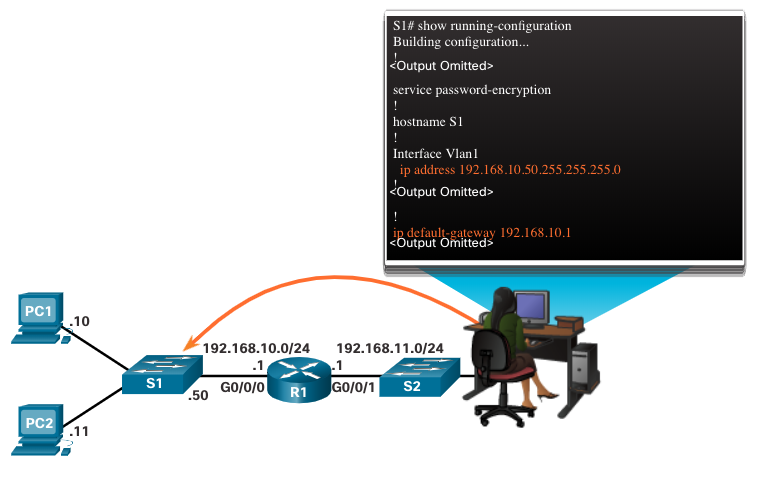 S1# show running-configuration
Building configuration...
!
<Output Omitted>
service password-encryption
!
hostname S1
!
Interface Vlan1
ip address 192.168.10.50.255.255.255.0
!
<Output Omitted>
!
ip default-gateway 192.168.10.1
<Output Omitted>
PC1
.10
192.168.10.0/24
192.168.11.0/24
.1
.1
S1
G0/0/0
R1
G0/0/1
S2
.50
PC2
.11